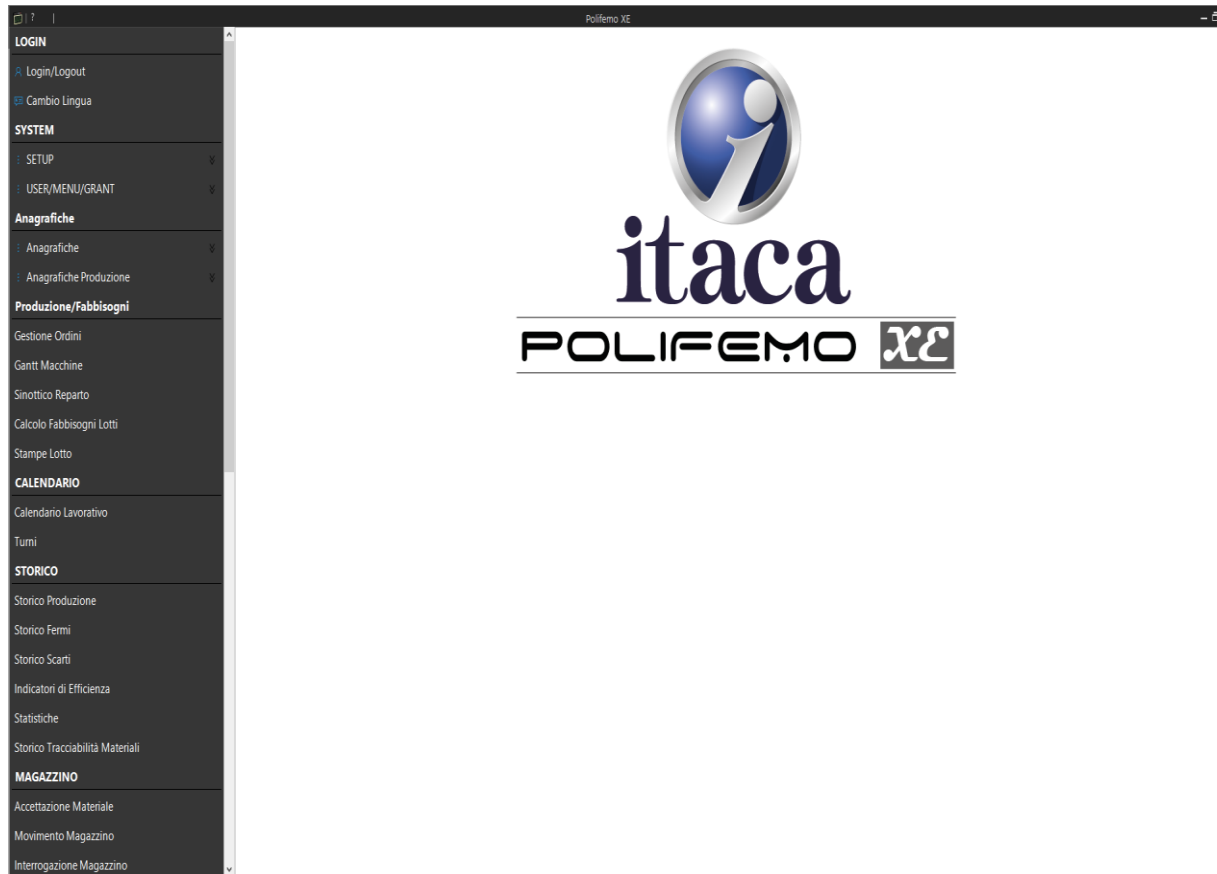 ?
Polifemo XE
LOGIN
Login/Logout
Cambio Lingua
SYSTEM
SETUP
USER/MENU/GRANT
Anagrafiche
Anagrafiche
Anagrafiche Produzione
Produzione/Fabbisogni
Gestione Ordini
Gantt Macchine
Sinottico Reparto
Calcolo Fabbisogni Lotti
Stampe Lotto
CALENDARIO
Calendario Lavorativo
Turni
STORICO
Storico Produzione
Storico Fermi
Storico Scarti
Indicatori di Efficienza
Statistiche
Storico Tracciabilità Materiali
MAGAZZINO
Accettazione Materiale
Movimento Magazzino
Interrogazione Magazzino
i
itaca
POLIFEMO XE